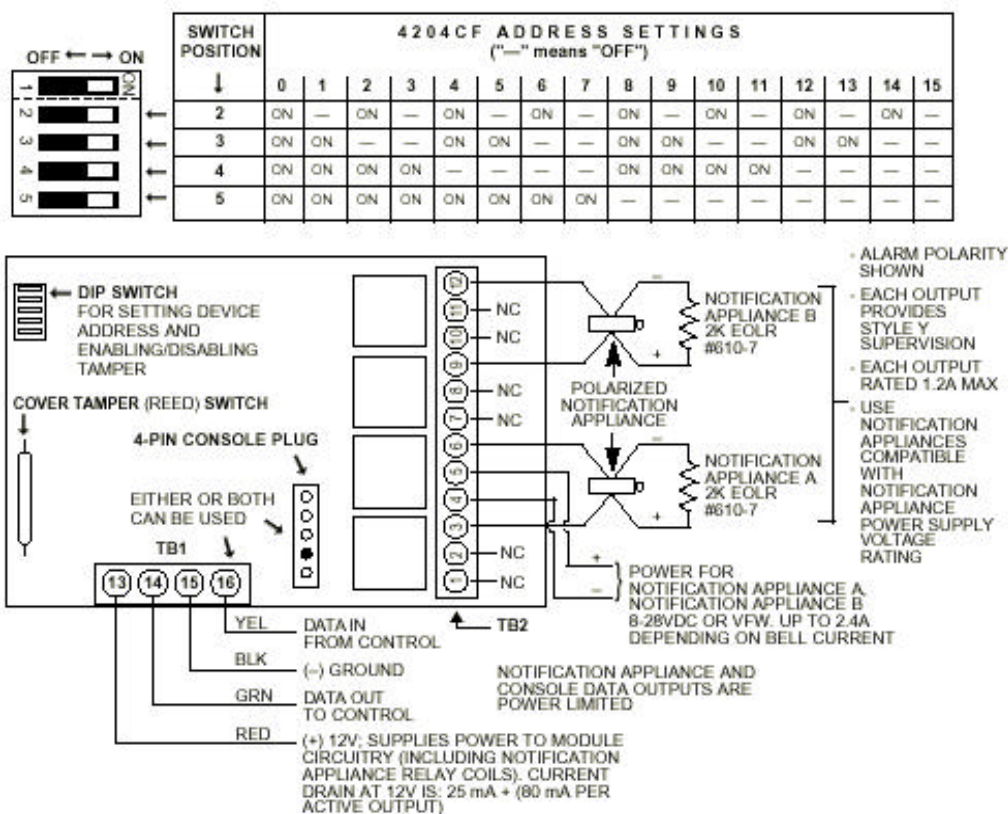 OFF ← → ON
ON
1
2
3
4
5
SWITCH POSITION ↓
4204CF ADDRESS SETTINGS
("—" means "OFF")
0 1 2 3 4 5 6 7 8 9 10 11 12 13 14 15
2 ON — ON — ON — ON — ON — ON — ON — ON —
3 ON ON — — ON ON — — ON ON — — ON ON — —
4 ON ON ON ON — — — — ON ON ON ON — — — —
5 ON ON ON ON ON ON ON ON — — — — — — — —
DIP SWITCH
FOR SETTING DEVICE
ADDRESS AND
ENABLING/DISABLING
TAMPER
COVER TAMPER (REED) SWITCH
4-PIN CONSOLE PLUG
EITHER OR BOTH
CAN BE USED
TB1
13 14 15 16
12
11 NC
10 NC
9
8 NC
7 NC
6
5
4
3
2 NC
1 NC
TB2
−
+
NOTIFICATION
APPLIANCE B
2K EOLR
#610-7
POLARIZED
NOTIFICATION
APPLIANCE
−
+
NOTIFICATION
APPLIANCE A
2K EOLR
#610-7
- ALARM POLARITY
SHOWN
- EACH OUTPUT
PROVIDES
STYLE Y
SUPERVISION
- EACH OUTPUT
RATED 1.2A MAX
- USE
NOTIFICATION
APPLIANCES
COMPATIBLE
WITH
NOTIFICATION
APPLIANCE
POWER SUPPLY
VOLTAGE
RATING
+
−
POWER FOR
NOTIFICATION APPLIANCE A,
NOTIFICATION APPLIANCE B
8-28VDC OR VFW. UP TO 2.4A
DEPENDING ON BELL CURRENT
YEL DATA IN
FROM CONTROL
BLK (–) GROUND
GRN DATA OUT
TO CONTROL
RED (+) 12V; SUPPLIES POWER TO MODULE
CIRCUITRY (INCLUDING NOTIFICATION
APPLIANCE RELAY COILS). CURRENT
DRAIN AT 12V IS: 25 mA + (80 mA PER
ACTIVE OUTPUT)
NOTIFICATION APPLIANCE AND
CONSOLE DATA OUTPUTS ARE
POWER LIMITED